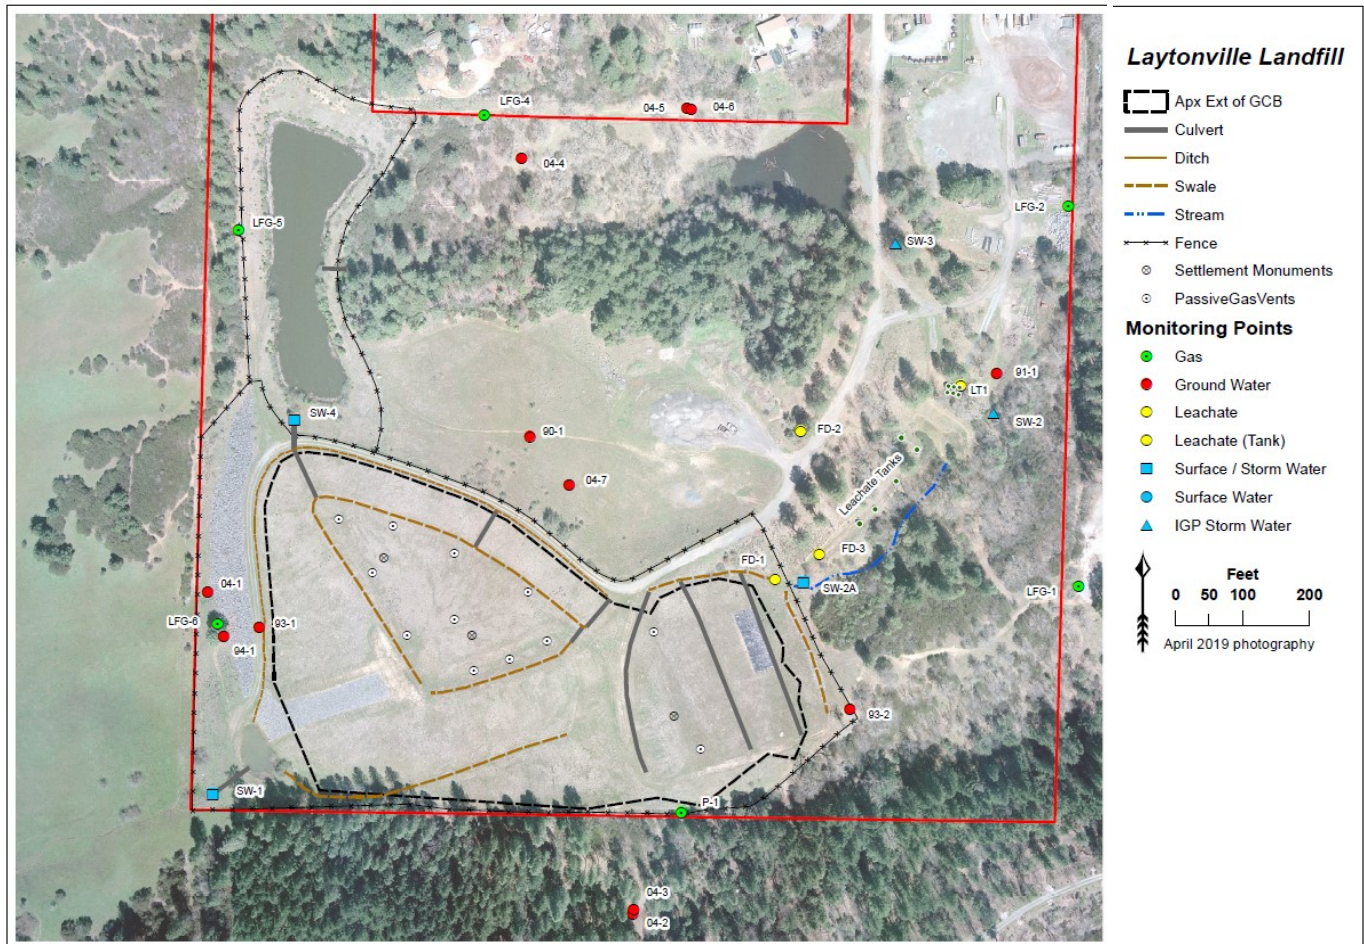 LFG-4
04-5
04-6
04-4
LFG-2
LFG-5
SW-3
91-1
LT1
SW-4
SW-2
FD-2
90-1
Leachate Tanks
04-7
FD-1
FD-3
SW-2A
LFG-1
04-1
LFG-6
93-1
94-1
93-2
SW-1
P-1
04-3
04-2
Laytonville Landfill
Apx Ext of GCB
Culvert
Ditch
Swale
Stream
Fence
Settlement Monuments
PassiveGasVents
Monitoring Points
Gas
Ground Water
Leachate
Leachate (Tank)
Surface / Storm Water
Surface Water
IGP Storm Water
Feet
0 50 100 200
April 2019 photography